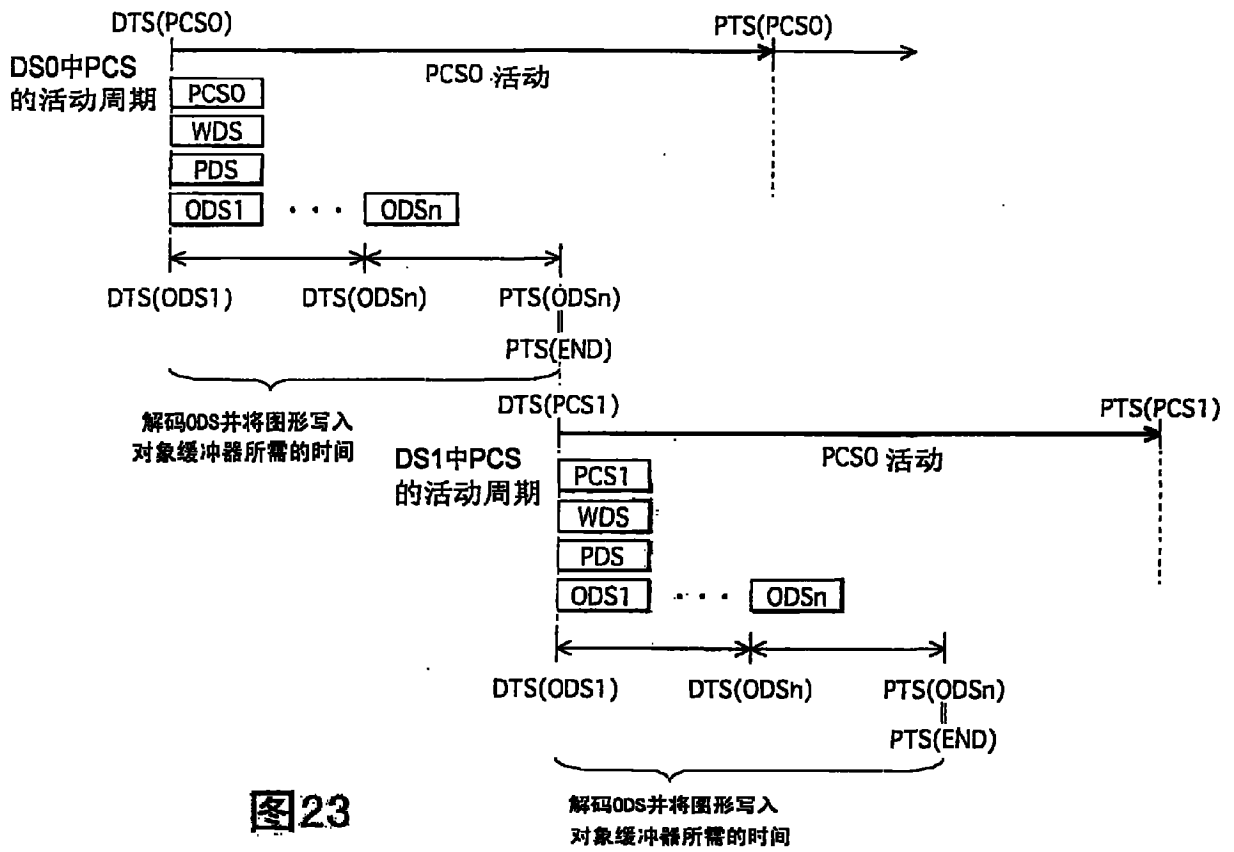 DTS(PCS0)
PTS(PCS0)
DS0中PCS
的活动周期
PCS0 活动
PCS0
WDS
PDS
ODS1 ··· ODSn
DTS(ODS1) DTS(ODSn) PTS(ODSn)
PTS(END)
解码ODS并将图形写入
对象缓冲器所需的时间
DTS(PCS1)
PTS(PCS1)
DS1中PCS
的活动周期
PCS0 活动
PCS1
WDS
PDS
ODS1 ··· ODSn
DTS(ODS1) DTS(ODSn) PTS(ODSn)
PTS(END)
解码ODS并将图形写入
对象缓冲器所需的时间
图23